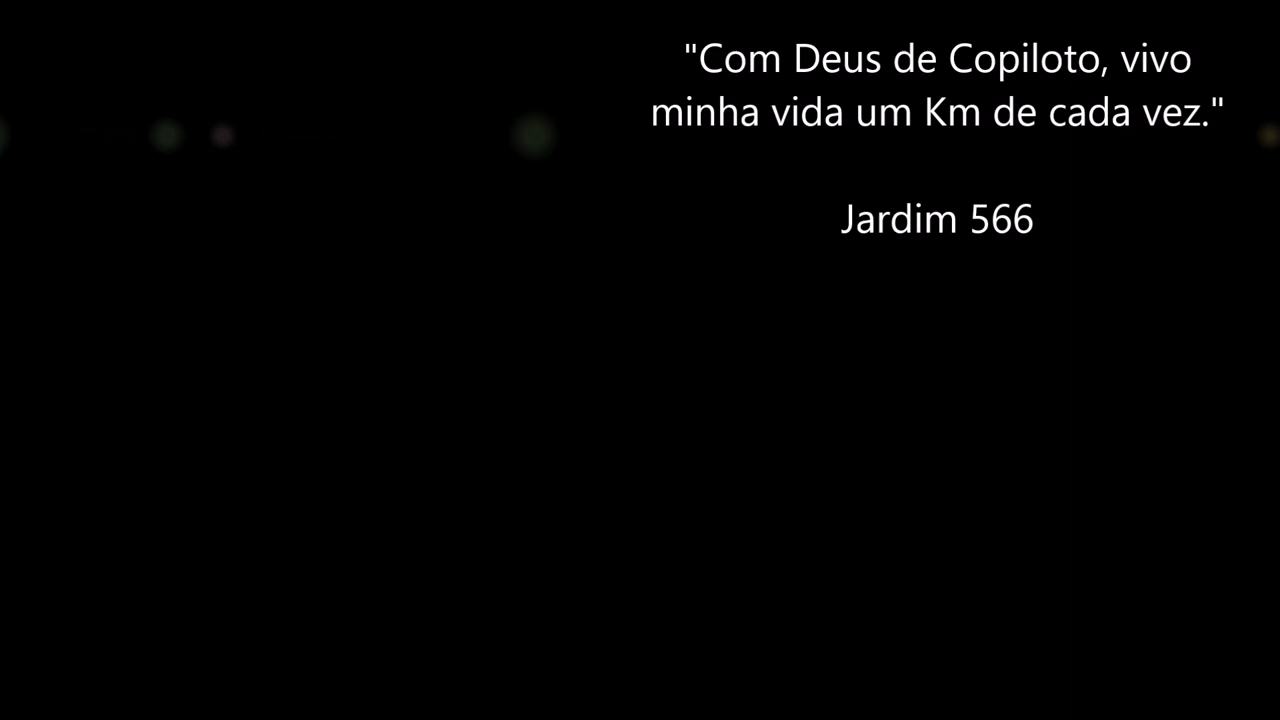 "Com Deus de Copiloto, vivo
minha vida um Km de cada vez."
Jardim 566